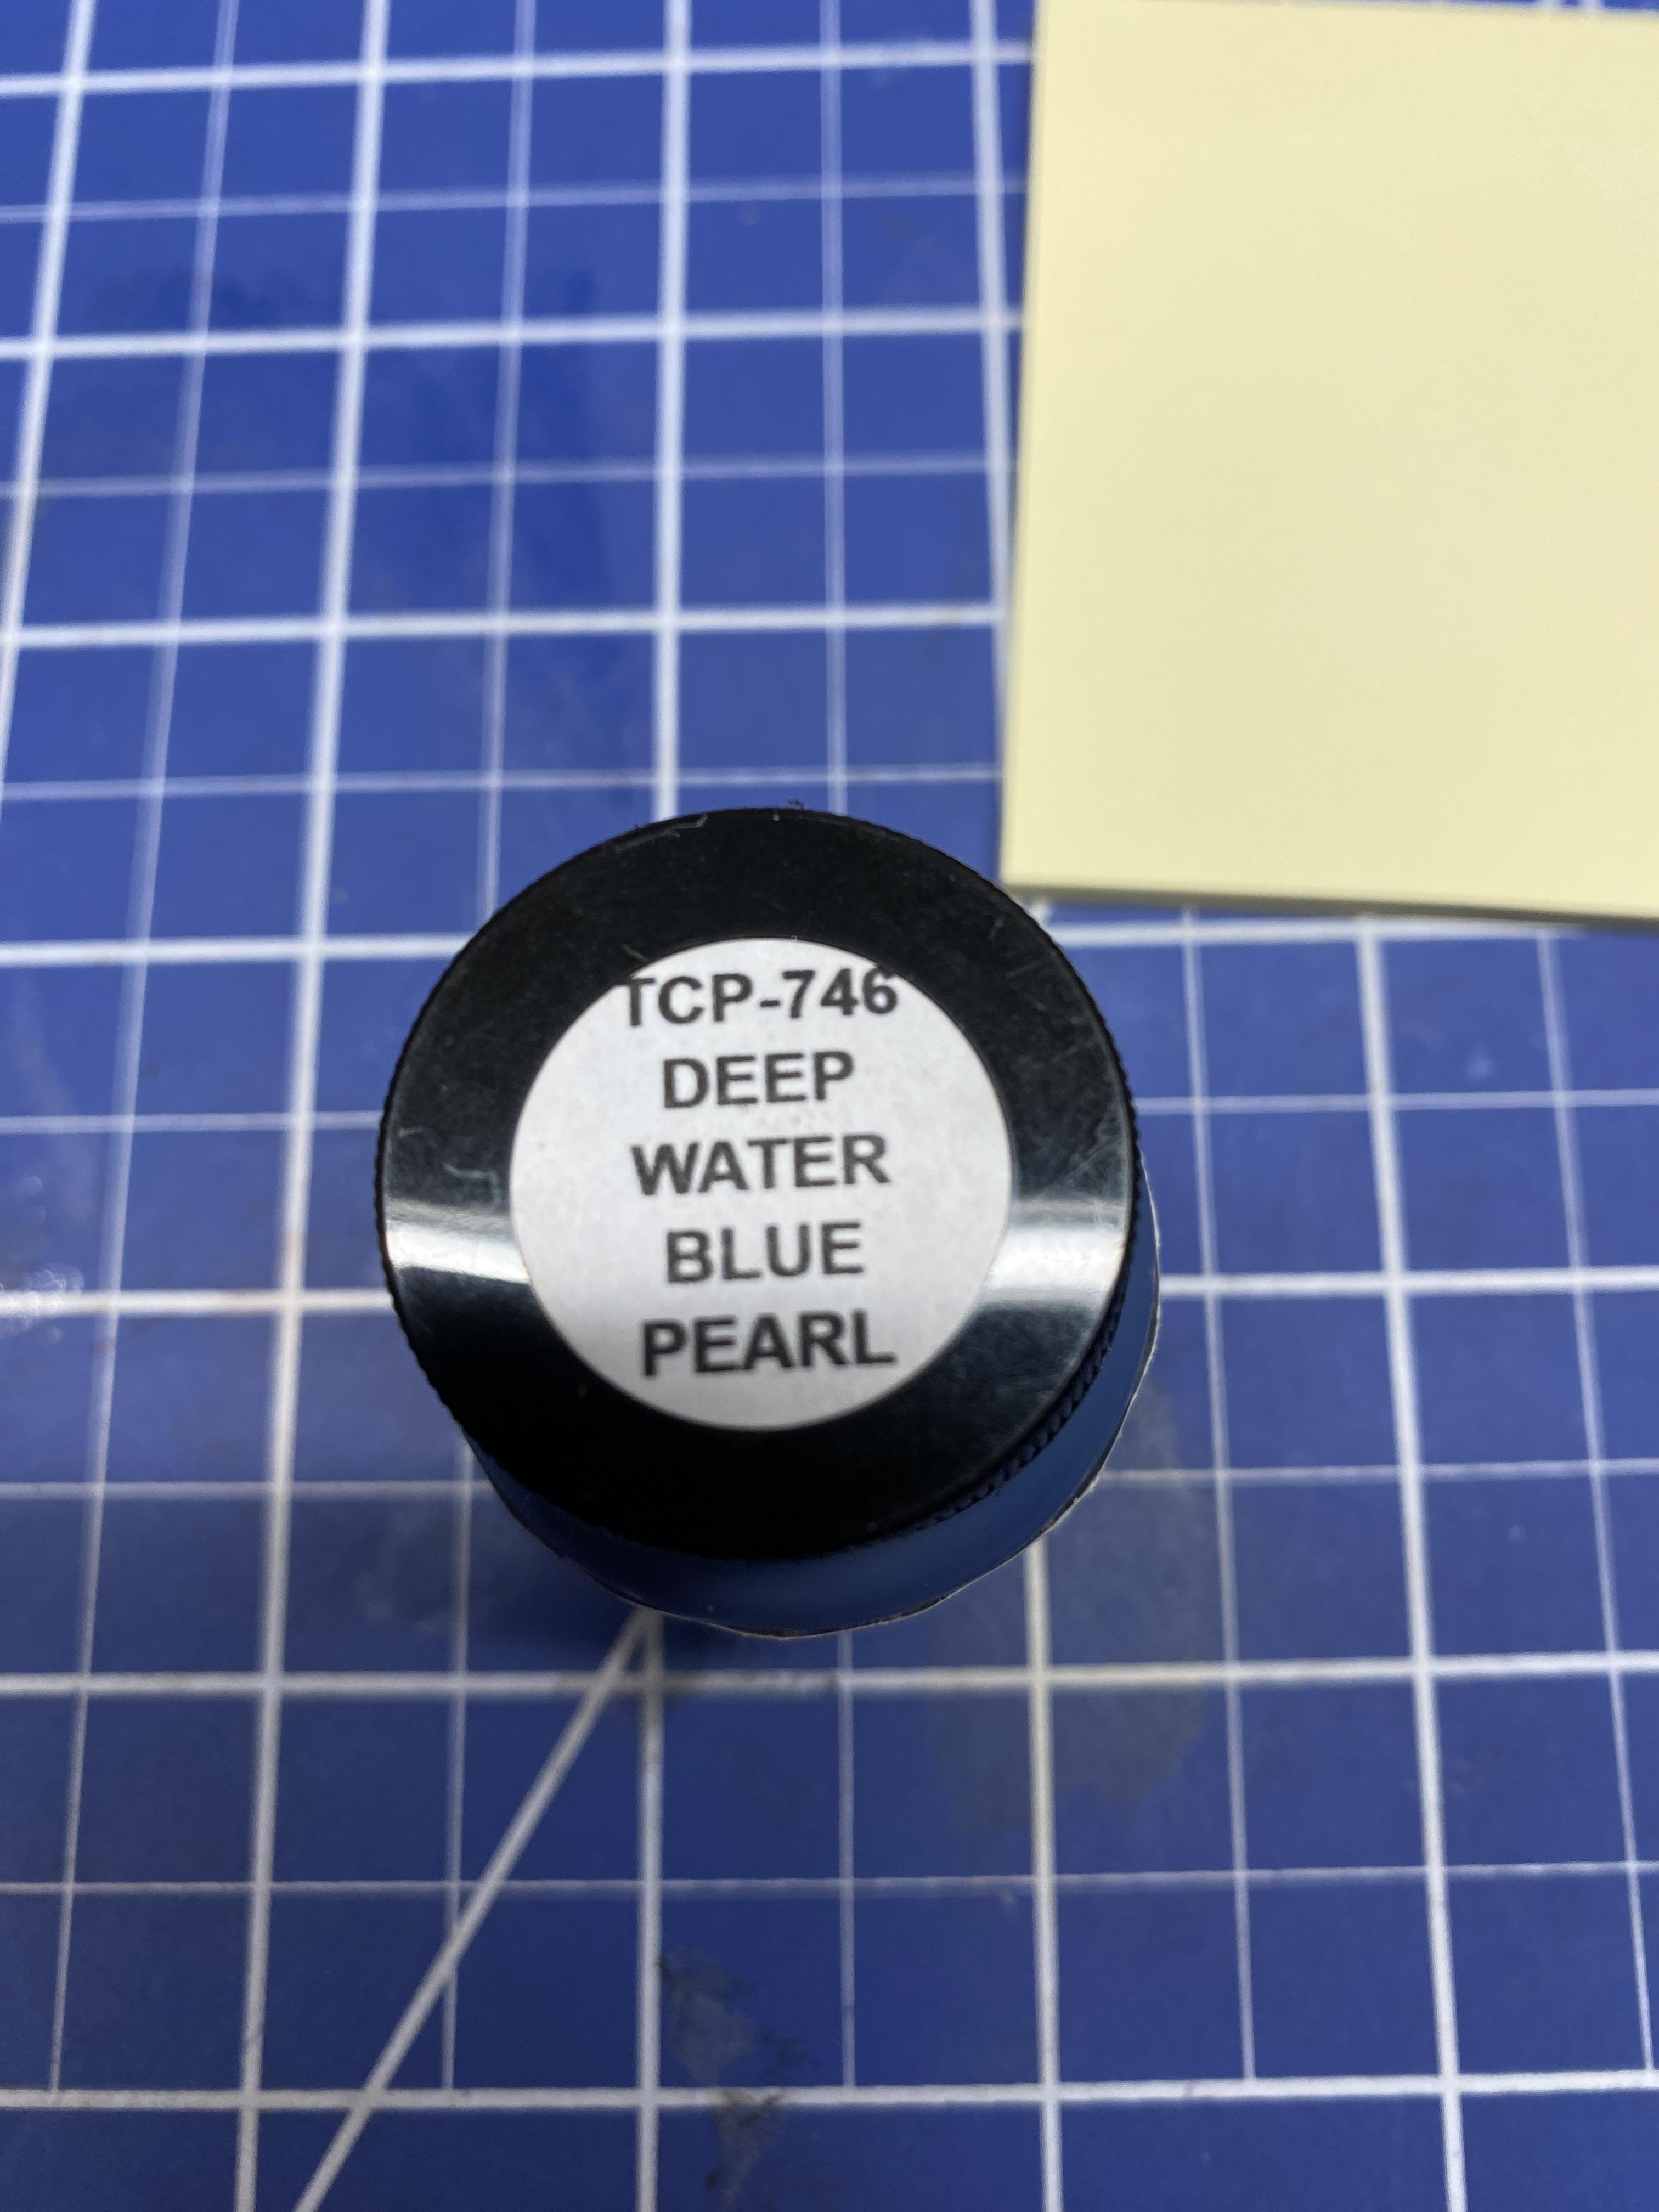 TCP-746
DEEP
WATER
BLUE
PEARL